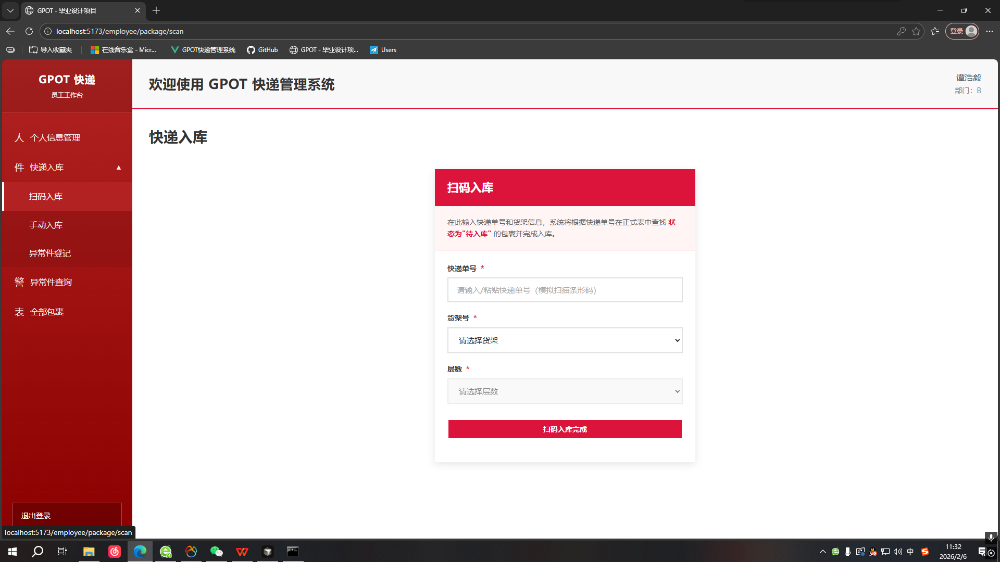 GPOT - 毕业设计项目
localhost:5173/employee/package/scan
登录
导入收藏夹
在线音乐盒 - Micr...
GPOT快递管理系统
GitHub
GPOT - 毕业设计项...
Users
GPOT 快递
员工工作台
欢迎使用 GPOT 快递管理系统
谭浩毅
部门：B
人 个人信息管理
件 快递入库 ▲
扫码入库
手动入库
异常件登记
警 异常件查询
表 全部包裹
退出登录
快递入库
扫码入库
在此输入快递单号和货架信息，系统将根据快递单号在正式表中查找 状
态为"待入库" 的包裹并完成入库。
快递单号 *
请输入/粘贴快递单号（模拟扫描条形码）
货架号 *
请选择货架
层数 *
请选择层数
扫码入库完成
localhost:5173/employee/package/scan
中
11:32
2026/2/6